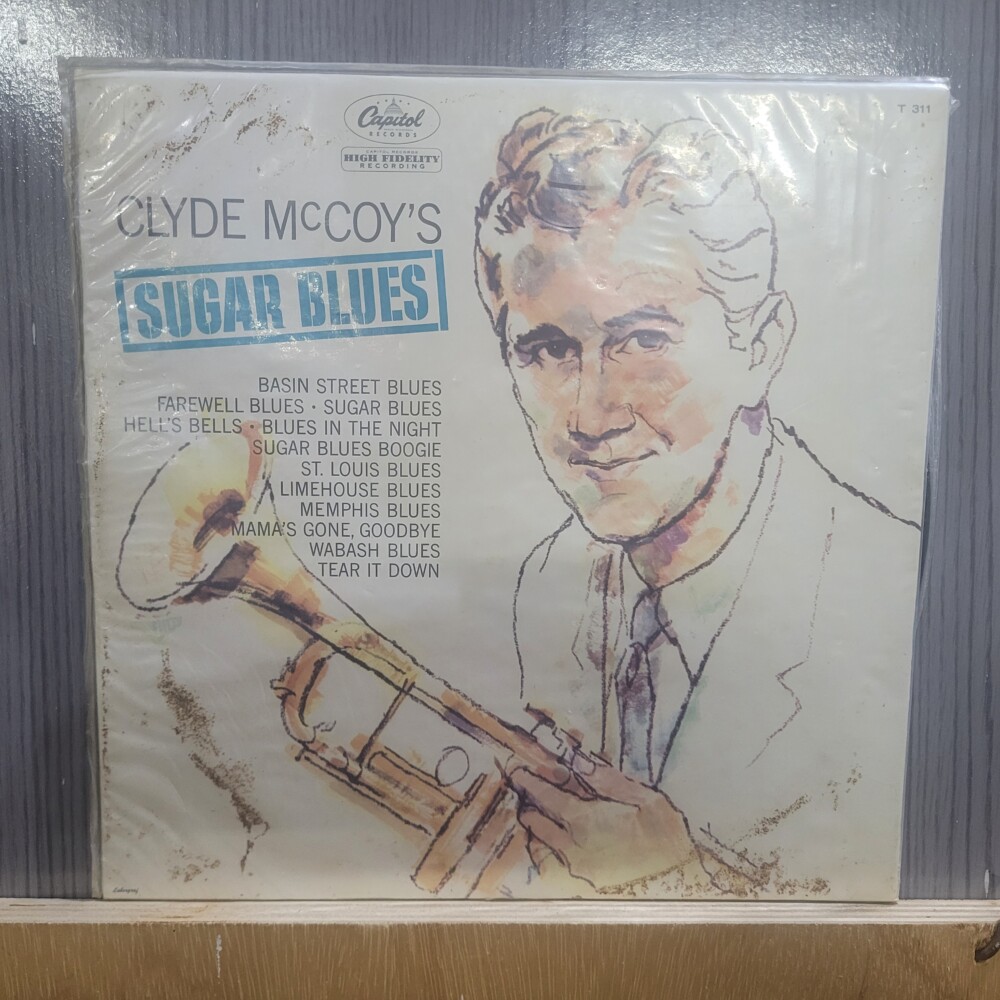 T 311
Capitol
RECORDS
CAPITOL RECORDS
HIGH FIDELITY
RECORDING
CLYDE McCOY'S
SUGAR BLUES
BASIN STREET BLUES
FAREWELL BLUES · SUGAR BLUES
HELL'S BELLS · BLUES IN THE NIGHT
SUGAR BLUES BOOGIE
ST. LOUIS BLUES
LIMEHOUSE BLUES
MEMPHIS BLUES
MAMA'S GONE, GOODBYE
WABASH BLUES
TEAR IT DOWN